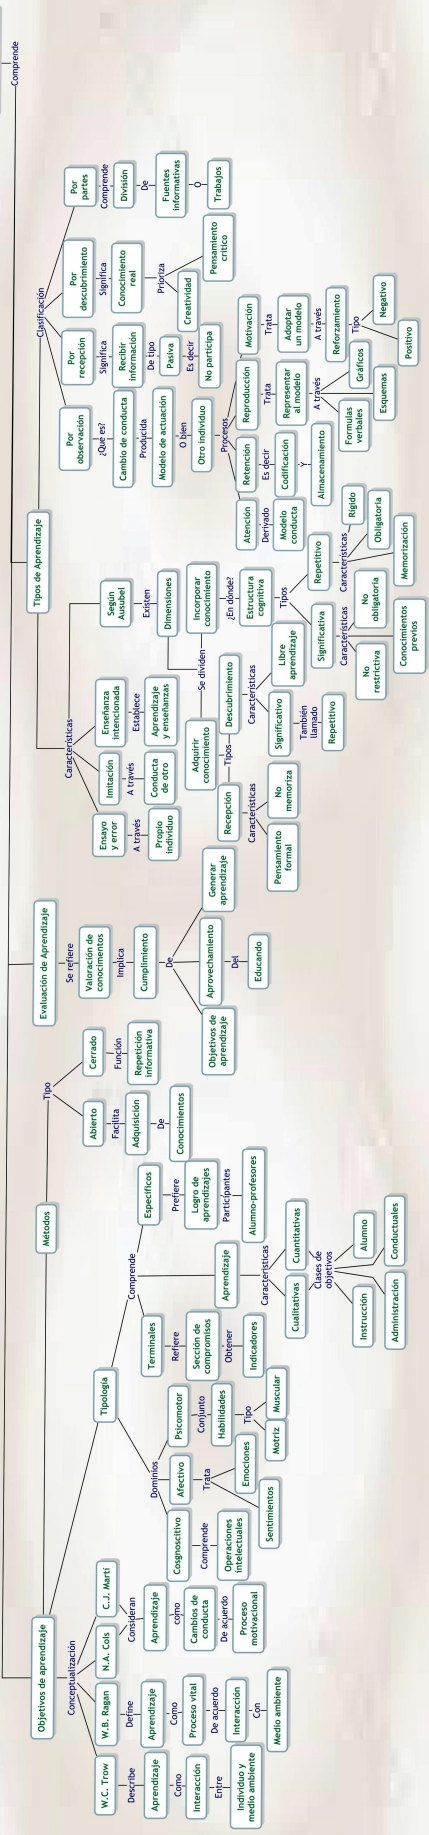 Comprende
Objetivos de aprendizaje
Conceptualización
W.C. Trow
Describe
Aprendizaje
Como
Interacción
Entre
Individuo y
medio ambiente
W.B. Ragan
Define
Aprendizaje
Como
Proceso vital
De acuerdo
Interacción
Con
Medio ambiente
N.A. Cols
C.J. Martí
Consideran
Aprendizaje
como
Cambios de
conducta
De acuerdo
Proceso
motivacional
Tipología
Dominios
Cosgnoscitivo
Comprende
Operaciones
intelectuales
Afectivo
Trata
Sentimientos
Emociones
Psicomotor
Conjunto
Habilidades
Tipo
Motriz
Muscular
Comprende
Terminales
Refiere
Sección de
compromisos
Obtener
Indicadores
Aprendizaje
Características
Cualitativas
Cuantitativas
Clases de
objetivos
Instrucción
Administración
Conductuales
Alumno
Específicos
Prefiere
Logro de
aprendizajes
Participantes
Alumno-profesores
Métodos
Tipo
Abierto
Facilita
Adquisición
De
Conocimientos
Cerrado
Función
Repetición
informativa
Evaluación de Aprendizaje
Se refiere
Valoración de
conocimentos
Implica
Cumplimiento
De
Objetivos de
aprendizaje
Aprovechamiento
Del
Educando
Generar
aprendizaje
Tipos de Aprendizaje
Características
Ensayo
y error
A través
Propio
individuo
Imitación
A través
Conducta
de otro
Enseñanza
intencionada
Establece
Aprendizaje
y enseñanzas
Según
Ausubel
Existen
Dimensiones
Se dividen
Adquirir
conocimiento
Tipos
Recepción
Características
Pensamiento
formal
No
memoriza
Descubrimiento
Características
Significativo
También
llamado
Repetitivo
Libre
aprendizaje
Incorporar
conocimiento
¿En dónde?
Estructura
cognitiva
Tipos
Significativa
Características
No
restrictiva
Conocimientos
previos
No
obligatoria
Repetitivo
Características
Memorización
Obligatoria
Rígido
Clasificación
Por
observación
¿Qué es?
Cambio de conducta
Producida
Modelo de actuación
O bien
Otro individuo
Procesos
Atención
Derivado
Modelo
conducta
Retención
Es decir
Codificación
Y
Almacenamiento
Reproducción
Trata
Representar
al modelo
A través
Formulas
verbales
Esquemas
Gráficos
Motivación
Trata
Adoptar
un modelo
A través
Reforzamiento
Tipo
Positivo
Negativo
Por
recepción
Significa
Recibir
información
De tipo
Pasiva
Es decir
No participa
Por
descubrimiento
Significa
Conocimiento
real
Prioriza
Creatividad
Pensamiento
crítico
Por
partes
Comprende
División
De
Fuentes
informativas
O
Trabajos